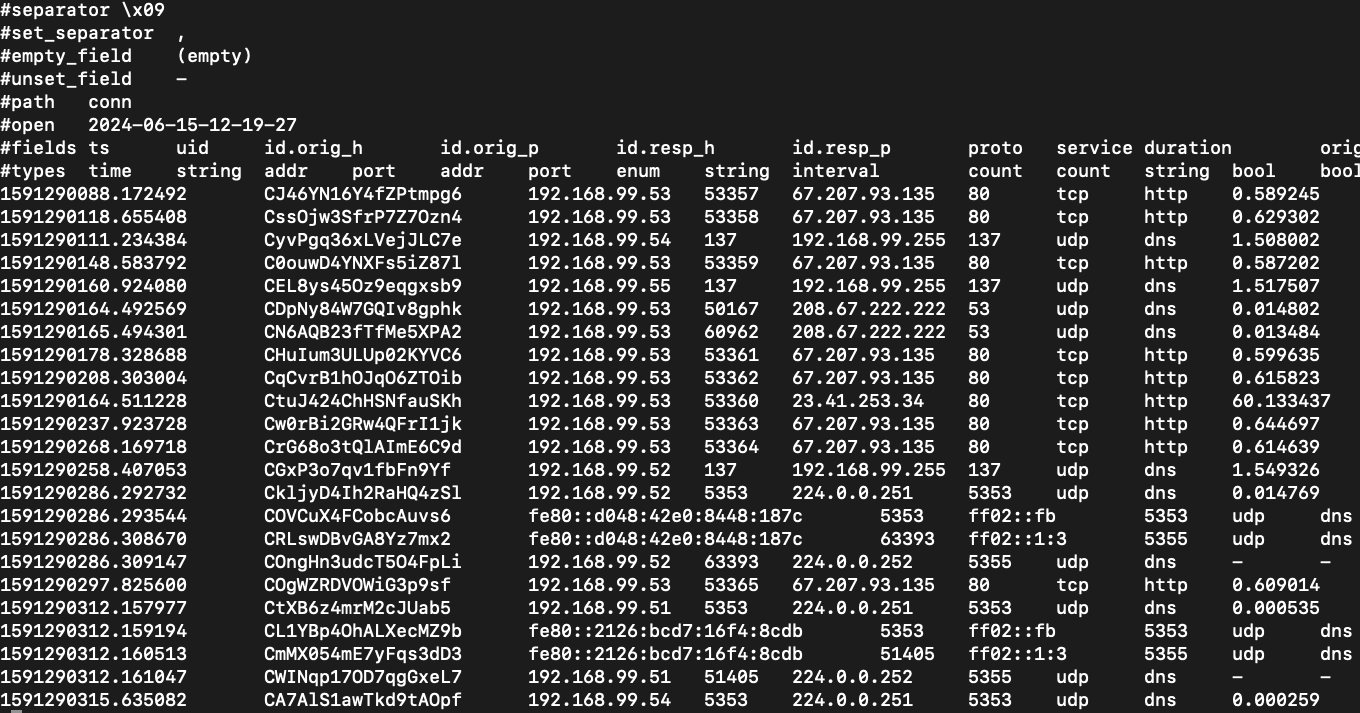 #separator \x09
#set_separator	,
#empty_field	(empty)
#unset_field	-
#path	conn
#open	2024-06-15-12-19-27
#fields	ts	uid	id.orig_h	id.orig_p	id.resp_h	id.resp_p	proto	service	duration	orig
#types	time	string	addr	port	addr	port	enum	string	interval	count	count	string	bool	bool
1591290088.172492	CJ46YN16Y4fZPtmpg6	192.168.99.53	53357	67.207.93.135	80	tcp	http	0.589245
1591290118.655408	CssOjw3SfrP7Z7Ozn4	192.168.99.53	53358	67.207.93.135	80	tcp	http	0.629302
1591290111.234384	CyvPgq36xLVejJLC7e	192.168.99.54	137	192.168.99.255	137	udp	dns	1.508002
1591290148.583792	C0ouwD4YNXFs5iZ87l	192.168.99.53	53359	67.207.93.135	80	tcp	http	0.587202
1591290160.924080	CEL8ys45Oz9eqgxsb9	192.168.99.55	137	192.168.99.255	137	udp	dns	1.517507
1591290164.492569	CDpNy84W7GQIv8gphk	192.168.99.53	50167	208.67.222.222	53	udp	dns	0.014802
1591290165.494301	CN6AQB23fTfMe5XPA2	192.168.99.53	60962	208.67.222.222	53	udp	dns	0.013484
1591290178.328688	CHuIum3ULUp02KYVC6	192.168.99.53	53361	67.207.93.135	80	tcp	http	0.599635
1591290208.303004	CqCvrB1hOJqO6ZTOib	192.168.99.53	53362	67.207.93.135	80	tcp	http	0.615823
1591290164.511228	CtuJ424ChHSNfauSKh	192.168.99.53	53360	23.41.253.34	80	tcp	http	60.133437
1591290237.923728	Cw0rBi2GRw4QFrI1jk	192.168.99.53	53363	67.207.93.135	80	tcp	http	0.644697
1591290268.169718	CrG68o3tQlAImE6C9d	192.168.99.53	53364	67.207.93.135	80	tcp	http	0.614639
1591290258.407053	CGxP3o7qv1fbFn9Yf	192.168.99.52	137	192.168.99.255	137	udp	dns	1.549326
1591290286.292732	CkljyD4Ih2RaHQ4zSl	192.168.99.52	5353	224.0.0.251	5353	udp	dns	0.014769
1591290286.293544	COVCuX4FCobcAuvs6	fe80::d048:42e0:8448:187c	5353	ff02::fb	5353	udp	dns
1591290286.308670	CRLswDBvGA8Yz7mx2	fe80::d048:42e0:8448:187c	63393	ff02::1:3	5355	udp	dns
1591290286.309147	COngHn3udcT5O4FpLi	192.168.99.52	63393	224.0.0.252	5355	udp	dns	-	-
1591290297.825600	COgWZRDVOWiG3p9sf	192.168.99.53	53365	67.207.93.135	80	tcp	http	0.609014
1591290312.157977	CtXB6z4mrM2cJUab5	192.168.99.51	5353	224.0.0.251	5353	udp	dns	0.000535
1591290312.159194	CL1YBp4OhALXecMZ9b	fe80::2126:bcd7:16f4:8cdb	5353	ff02::fb	5353	udp	dns
1591290312.160513	CmMX054mE7yFqs3dD3	fe80::2126:bcd7:16f4:8cdb	51405	ff02::1:3	5355	udp	dns
1591290312.161047	CWINqp17OD7qgGxeL7	192.168.99.51	51405	224.0.0.252	5355	udp	dns	-	-
1591290315.635082	CA7AlS1awTkd9tAOpf	192.168.99.54	5353	224.0.0.251	5353	udp	dns	0.000259